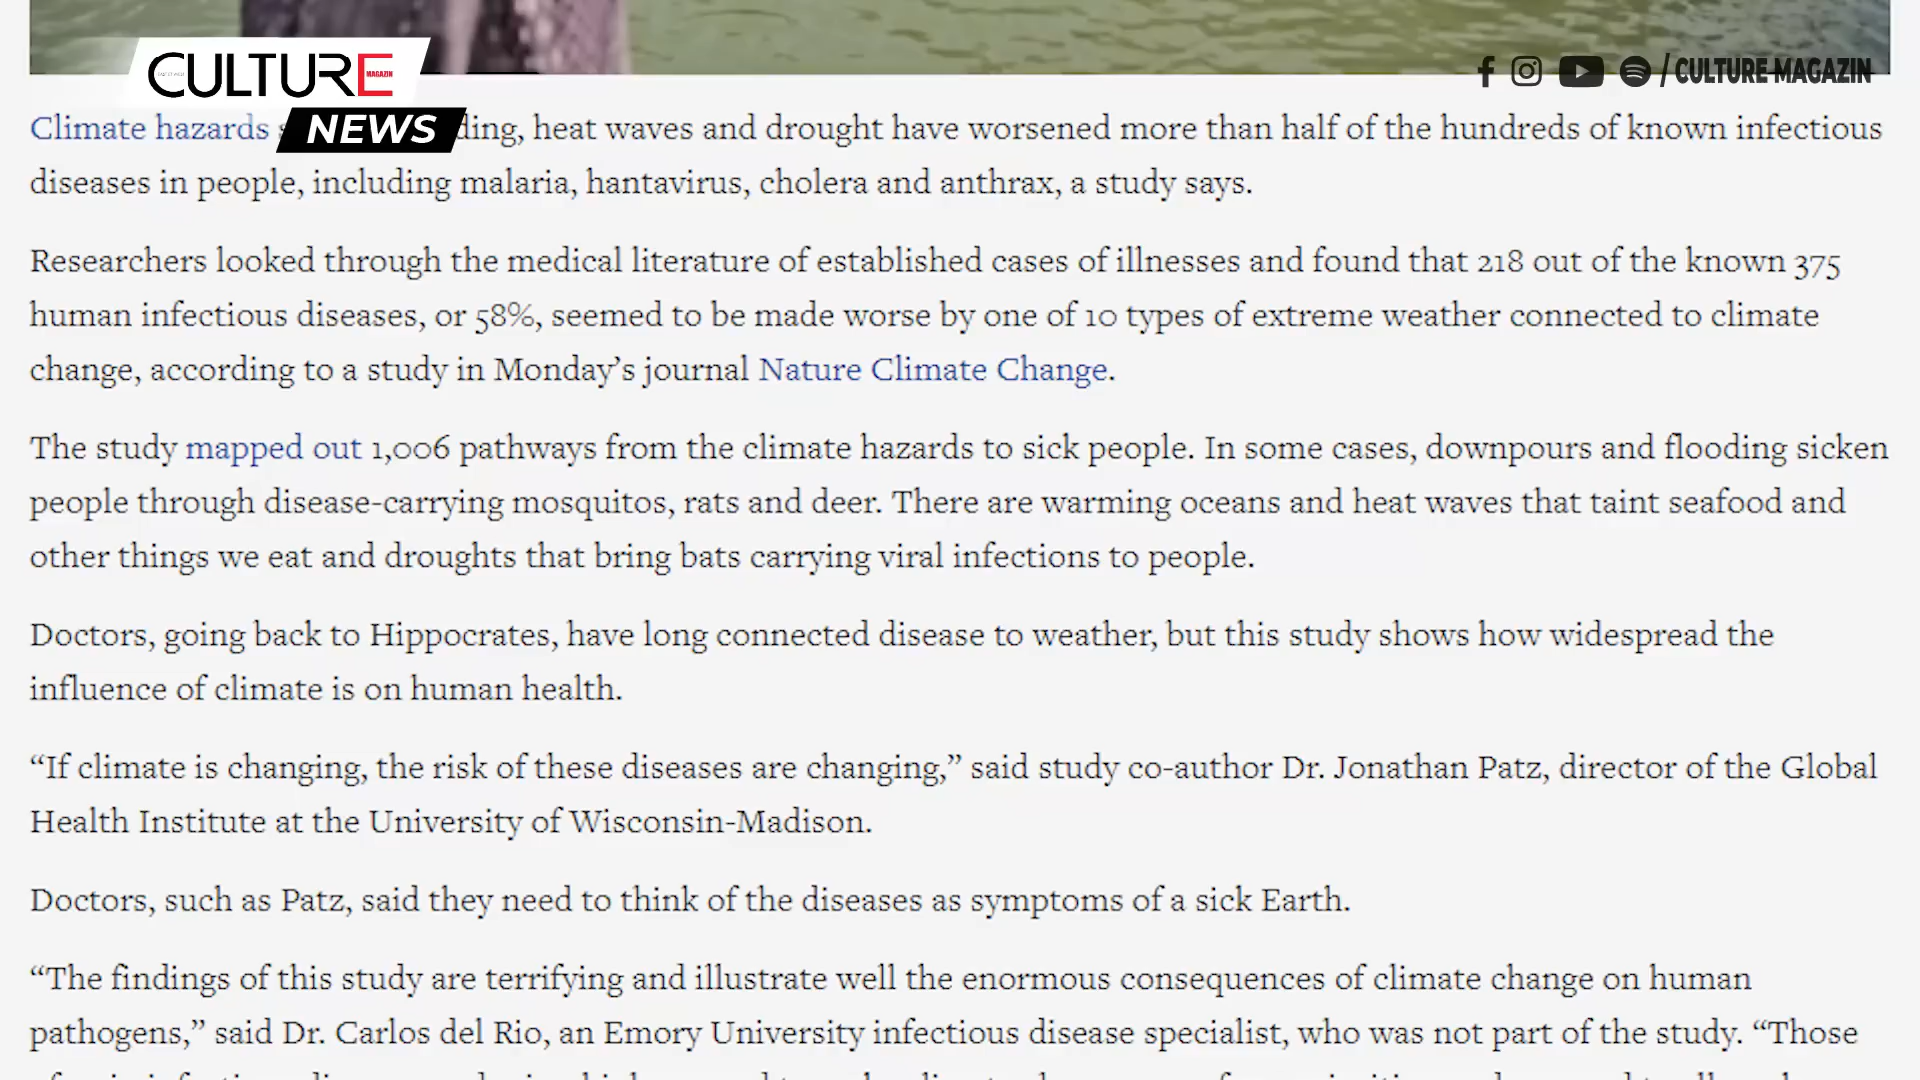 CULTURE
MAGAZIN
NEWS
/ CULTURE MAGAZIN
Climate hazards ding, heat waves and drought have worsened more than half of the hundreds of known infectious
diseases in people, including malaria, hantavirus, cholera and anthrax, a study says.
Researchers looked through the medical literature of established cases of illnesses and found that 218 out of the known 375
human infectious diseases, or 58%, seemed to be made worse by one of 10 types of extreme weather connected to climate
change, according to a study in Monday’s journal Nature Climate Change.
The study mapped out 1,006 pathways from the climate hazards to sick people. In some cases, downpours and flooding sicken
people through disease-carrying mosquitos, rats and deer. There are warming oceans and heat waves that taint seafood and
other things we eat and droughts that bring bats carrying viral infections to people.
Doctors, going back to Hippocrates, have long connected disease to weather, but this study shows how widespread the
influence of climate is on human health.
“If climate is changing, the risk of these diseases are changing,” said study co-author Dr. Jonathan Patz, director of the Global
Health Institute at the University of Wisconsin-Madison.
Doctors, such as Patz, said they need to think of the diseases as symptoms of a sick Earth.
“The findings of this study are terrifying and illustrate well the enormous consequences of climate change on human
pathogens,” said Dr. Carlos del Rio, an Emory University infectious disease specialist, who was not part of the study. “Those